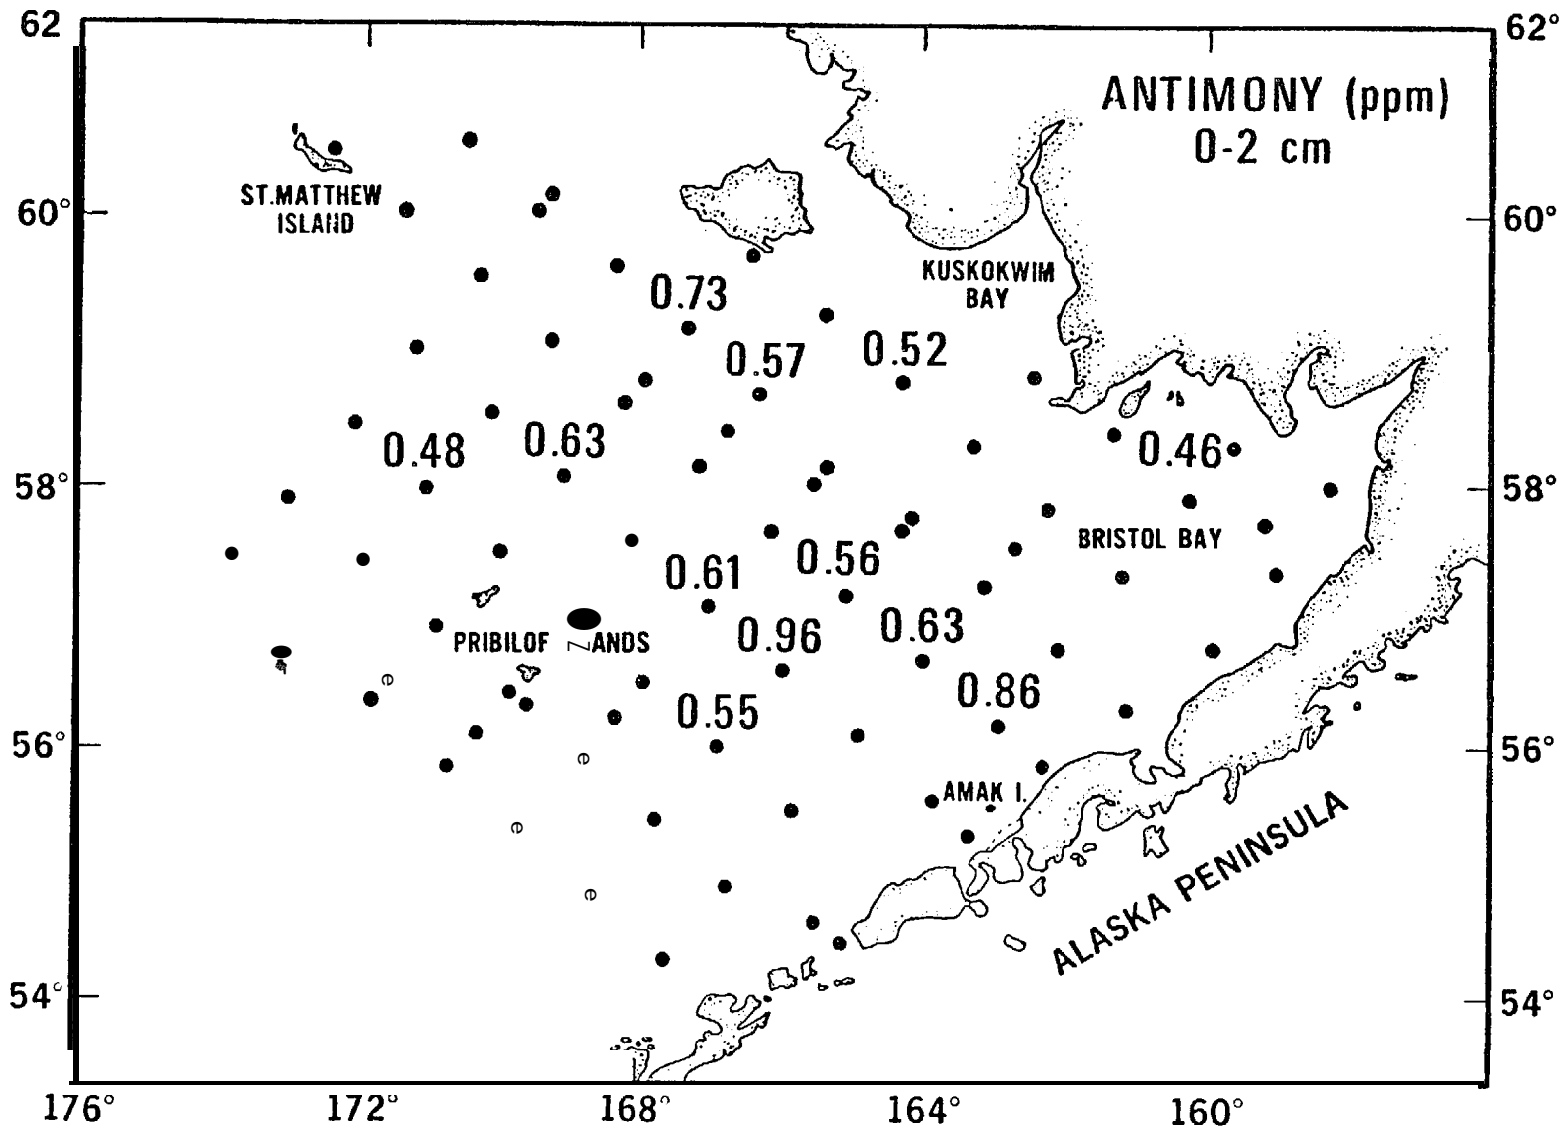 62
62°
ANTIMONY (ppm)
0-2 cm
ST.MATTHEW
ISLAND
60°
60°
KUSKOKWIM
BAY
0.73
0.57
0.52
0.48
0.63
0.46
58°
58°
BRISTOL BAY
0.61
0.56
PRIBILOF ZANDS
0.96
0.63
e
0.86
0.55
56°
56°
e
AMAK I.
e
e
ALASKA PENINSULA
54°
54°
176°
172°
168°
164°
160°